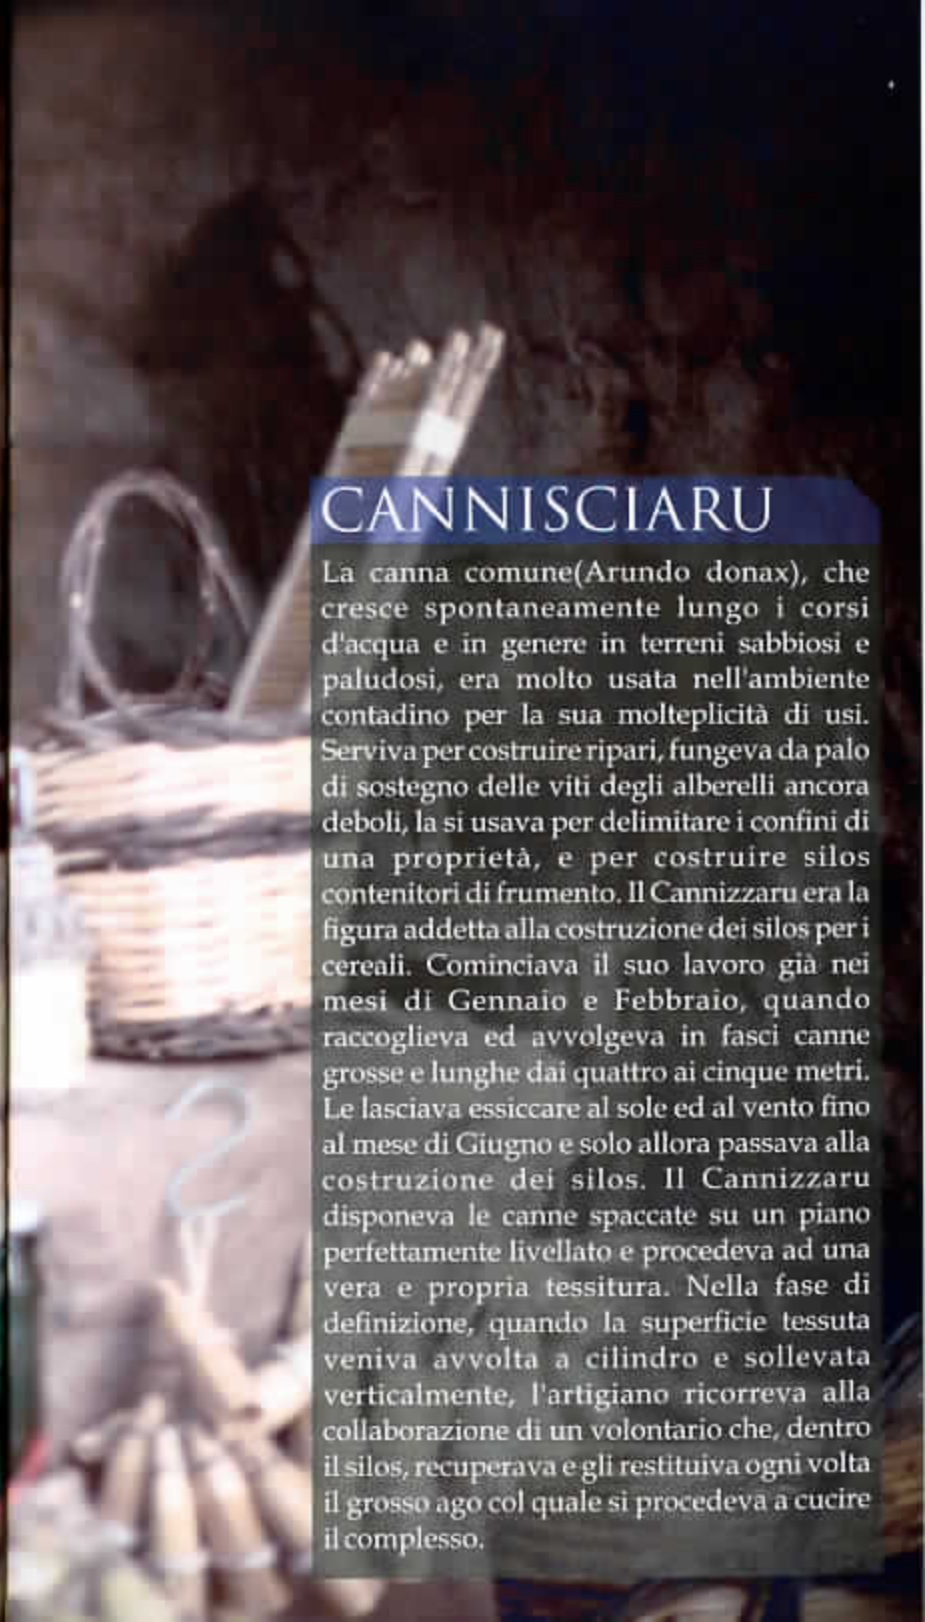 CANNISCIARU
La canna comune(Arundo donax), che
cresce spontaneamente lungo i corsi
d'acqua e in genere in terreni sabbiosi e
paludosi, era molto usata nell'ambiente
contadino per la sua molteplicità di usi.
Serviva per costruire ripari, fungeva da palo
di sostegno delle viti degli alberelli ancora
deboli, la si usava per delimitare i confini di
una proprietà, e per costruire silos
contenitori di frumento. Il Cannizzaru era la
figura addetta alla costruzione dei silos per i
cereali. Cominciava il suo lavoro già nei
mesi di Gennaio e Febbraio, quando
raccoglieva ed avvolgeva in fasci canne
grosse e lunghe dai quattro ai cinque metri.
Le lasciava essiccare al sole ed al vento fino
al mese di Giugno e solo allora passava alla
costruzione dei silos. Il Cannizzaru
disponeva le canne spaccate su un piano
perfettamente livellato e procedeva ad una
vera e propria tessitura. Nella fase di
definizione, quando la superficie tessuta
veniva avvolta a cilindro e sollevata
verticalmente, l'artigiano ricorreva alla
collaborazione di un volontario che, dentro
il silos, recuperava e gli restituiva ogni volta
il grosso ago col quale si procedeva a cucire
il complesso.